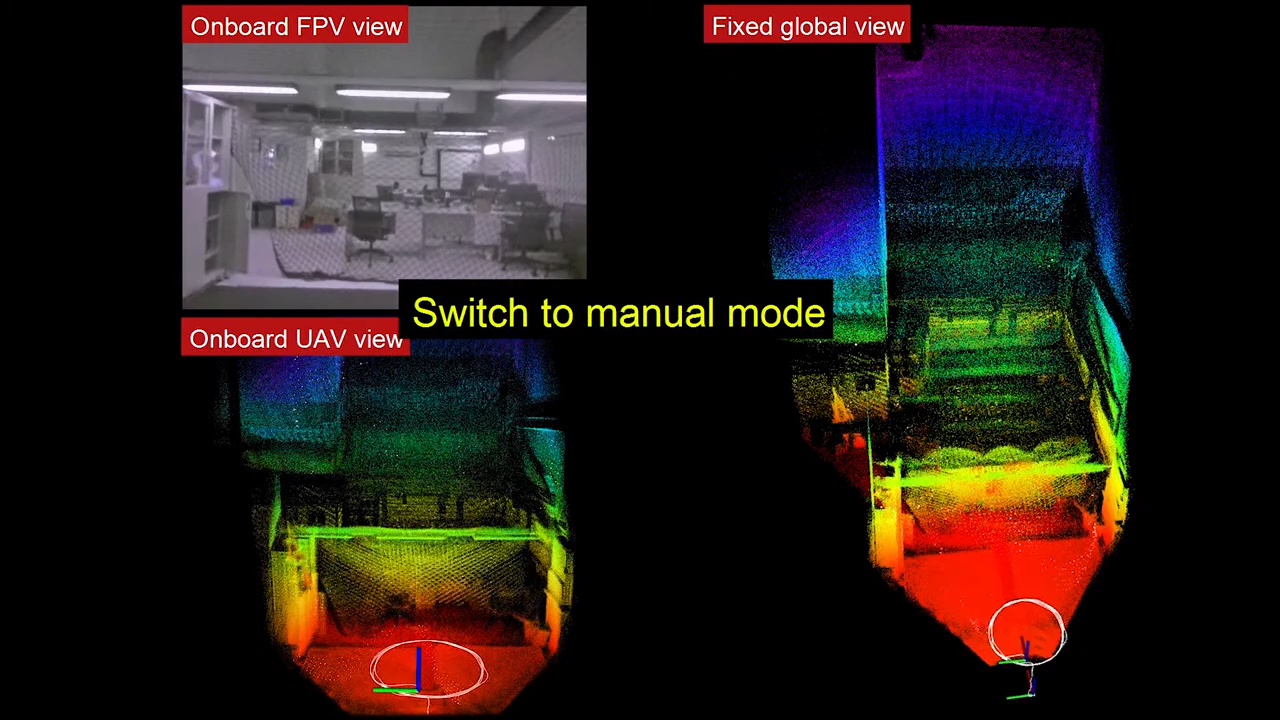 Onboard FPV view
Fixed global view
Switch to manual mode
Onboard UAV view